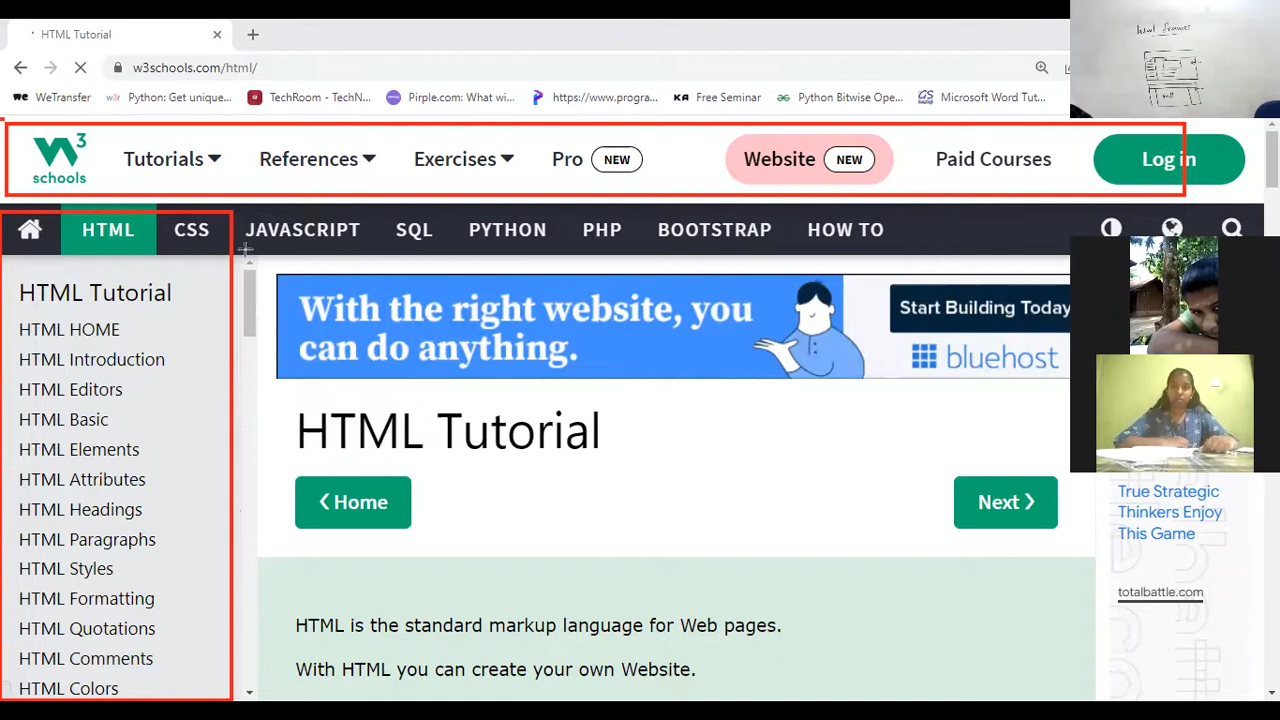 HTML Tutorial
w3schools.com/html/
WeTransfer
Python: Get unique...
TechRoom - TechN...
Pirple.com/What wi...
https://www.progra...
KA Free Seminar
Python Bitwise Ope...
Microsoft Word Tut...
html frames
W3 schools
Tutorials
References
Exercises
Pro NEW
Website NEW
Paid Courses
Log in
HTML
CSS
JAVASCRIPT
SQL
PYTHON
PHP
BOOTSTRAP
HOW TO
HTML Tutorial
HTML HOME
HTML Introduction
HTML Editors
HTML Basic
HTML Elements
HTML Attributes
HTML Headings
HTML Paragraphs
HTML Styles
HTML Formatting
HTML Quotations
HTML Comments
HTML Colors
With the right website, you
can do anything.
Start Building Today
bluehost
HTML Tutorial
❮ Home
Next ❯
HTML is the standard markup language for Web pages.
With HTML you can create your own Website.
True Strategic
Thinkers Enjoy
This Game
totalbattle.com